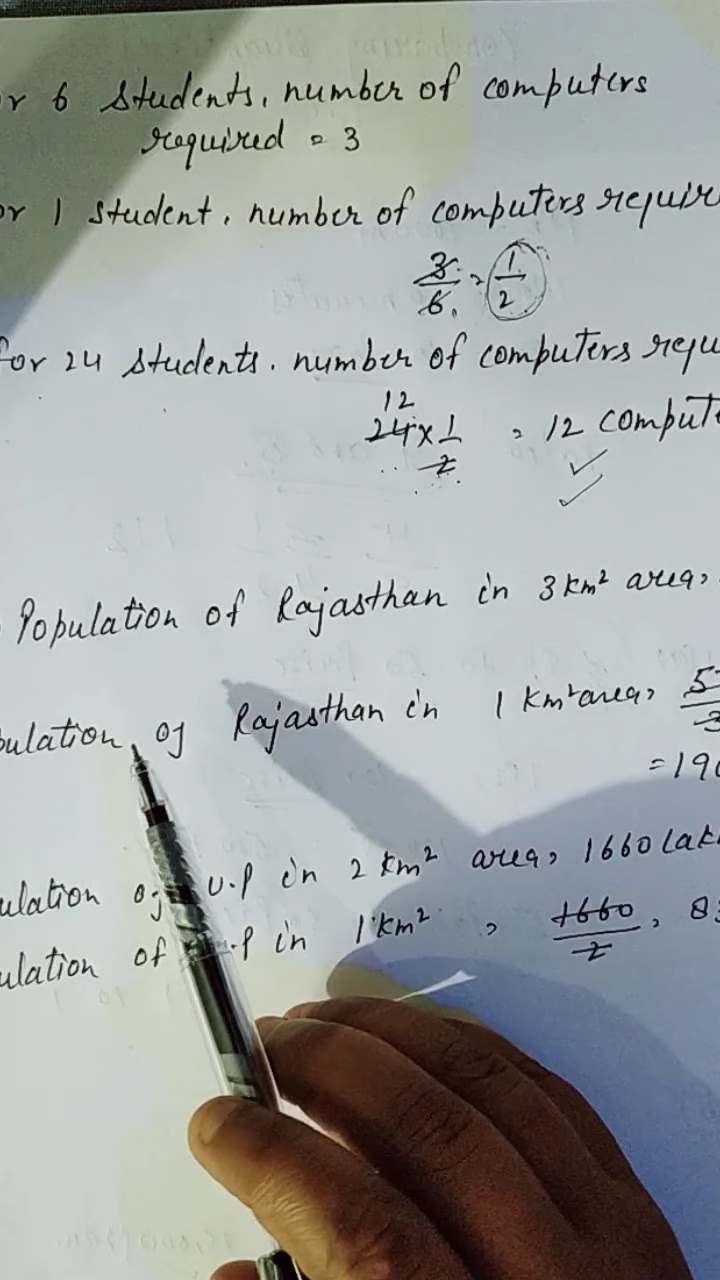 r 6 students, number of computers
required = 3
or 1 student, number of computers requir
3/6 = 1/2
for 24 students, number of computers requ
12
24 × 1/2 = 12 comput
Population of Rajasthan in 3 km² area =
pulation of Rajasthan in 1 km² area =
= 190
ulation of U.P in 2 km² area = 1660 lak
ulation of U.P in 1 km² = 1660/2 = 83